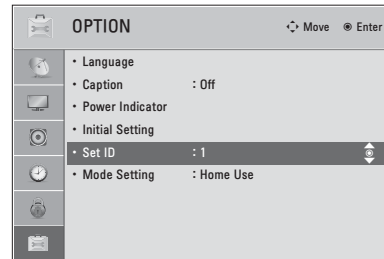 OPTION
Move Enter
• Language
• Caption : Off
• Power Indicator
• Initial Setting
• Set ID : 1
• Mode Setting : Home Use